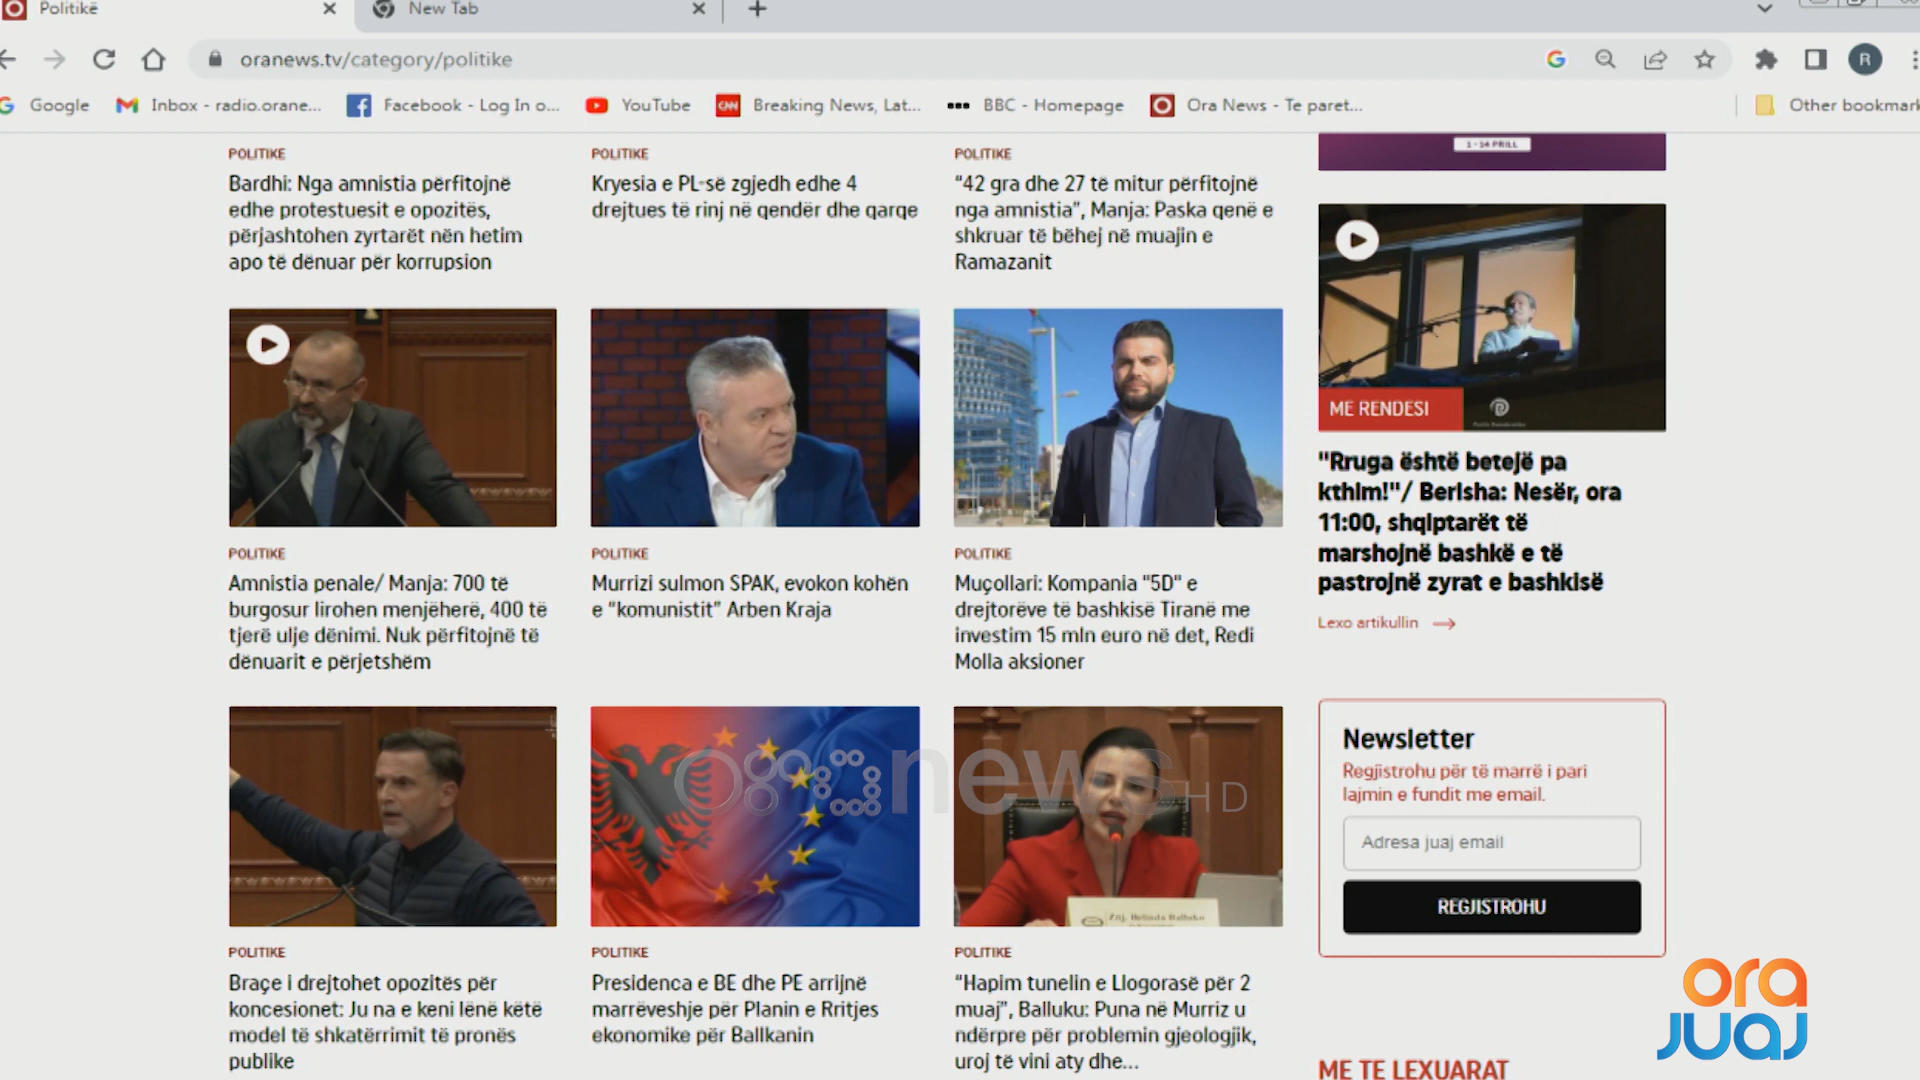 Politikë
New Tab
oranews.tv/category/politike
R
Google
Inbox - radio.orane...
Facebook - Log In o...
YouTube
CNN
Breaking News, Lat...
BBC - Homepage
Ora News - Te paret...
Other bookmark
POLITIKE
Bardhi: Nga amnistia përfitojnë
edhe protestuesit e opozitës,
përjashtohen zyrtarët nën hetim
apo të dënuar për korrupsion
POLITIKE
Kryesia e PL-së zgjedh edhe 4
drejtues të rinj në qendër dhe qarqe
POLITIKE
“42 gra dhe 27 të mitur përfitojnë
nga amnistia”, Manja: Paska qenë e
shkruar të bëhej në muajin e
Ramazanit
1 - 14 PRILL
POLITIKE
Amnistia penale/ Manja: 700 të
burgosur lirohen menjëherë, 400 të
tjerë ulje dënimi. Nuk përfitojnë të
dënuarit e përjetshëm
POLITIKE
Murrizi sulmon SPAK, evokon kohën
e “komunistit” Arben Kraja
POLITIKE
Muçollari: Kompania "5D" e
drejtorëve të bashkisë Tiranë me
investim 15 mln euro në det, Redi
Molla aksioner
ME RENDESI
"Rruga është betejë pa
kthim!"/ Berisha: Nesër, ora
11:00, shqiptarët të
marshojnë bashkë e të
pastrojnë zyrat e bashkisë
Lexo artikullin
Newsletter
Regjistrohu për të marrë i pari
lajmin e fundit me email.
Adresa juaj email
REGJISTROHU
oranews HD
Znj. Belinda Balluku
POLITIKE
Braçe i drejtohet opozitës për
koncesionet: Ju na e keni lënë këtë
model të shkatërrimit të pronës
publike
POLITIKE
Presidenca e BE dhe PE arrijnë
marrëveshje për Planin e Rritjes
ekonomike për Ballkanin
POLITIKE
“Hapim tunelin e Llogorasë për 2
muaj”, Balluku: Puna në Murriz u
ndërpre për problemin gjeologjik,
uroj të vini aty dhe...
ME TE LEXUARAT
ora
juaj